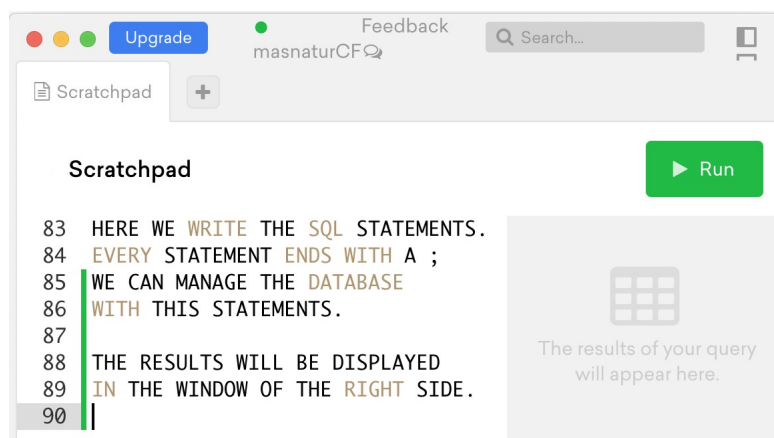 Upgrade
Feedback
masnaturCF
Search...
Scratchpad
+
Scratchpad
Run
83 HERE WE WRITE THE SQL STATEMENTS.
84 EVERY STATEMENT ENDS WITH A ;
85 WE CAN MANAGE THE DATABASE
86 WITH THIS STATEMENTS.
87
88 THE RESULTS WILL BE DISPLAYED
89 IN THE WINDOW OF THE RIGHT SIDE.
90
The results of your query
will appear here.